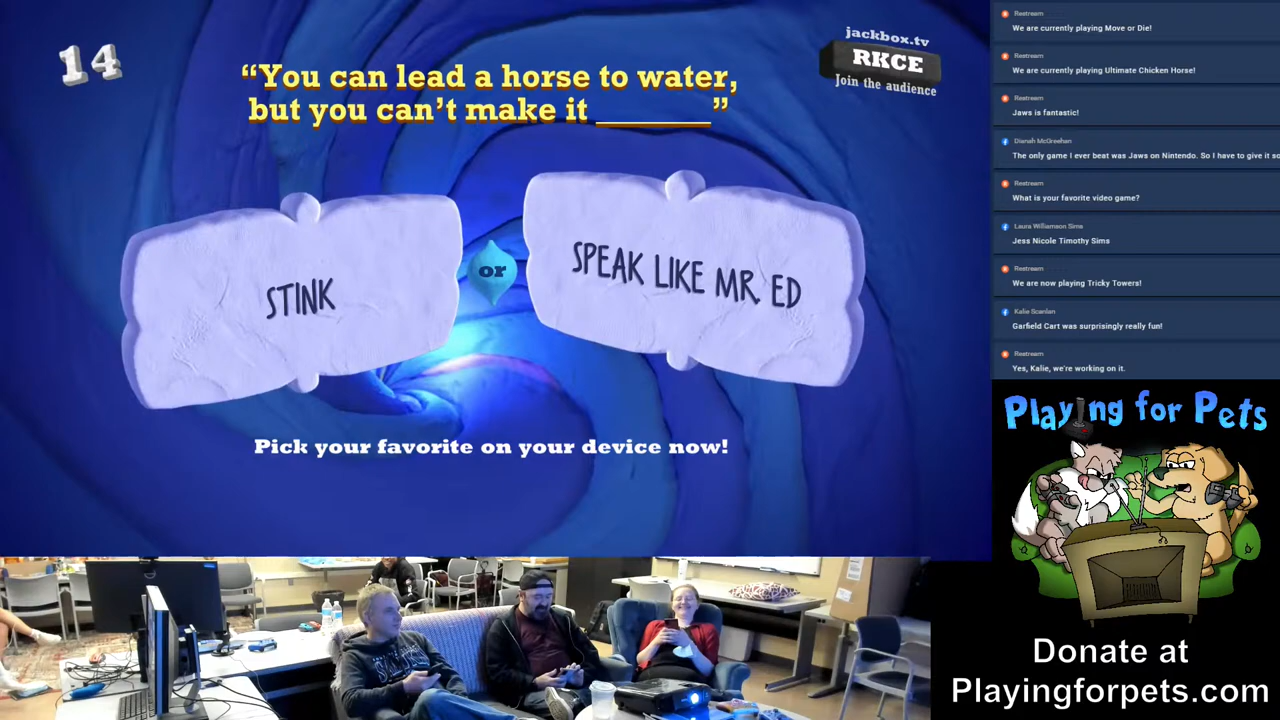 14
jackbox.tv
RKCE
Join the audience
“You can lead a horse to water,
but you can’t make it ______”
STINK
or
SPEAK LIKE MR. ED
Pick your favorite on your device now!
Restream
We are currently playing Move or Die!
Restream
We are currently playing Ultimate Chicken Horse!
Restream
Jaws is fantastic!
Dianah McGreehan
The only game I ever beat was Jaws on Nintendo. So I have to give it so
Restream
What is your favorite video game?
Laura Williamson Sims
Jess Nicole Timothy Sims
Restream
We are now playing Tricky Towers!
Kalie Scanlan
Garfield Cart was surprisingly really fun!
Restream
Yes, Kalie, we're working on it.
Playing for Pets
Donate at
Playingforpets.com